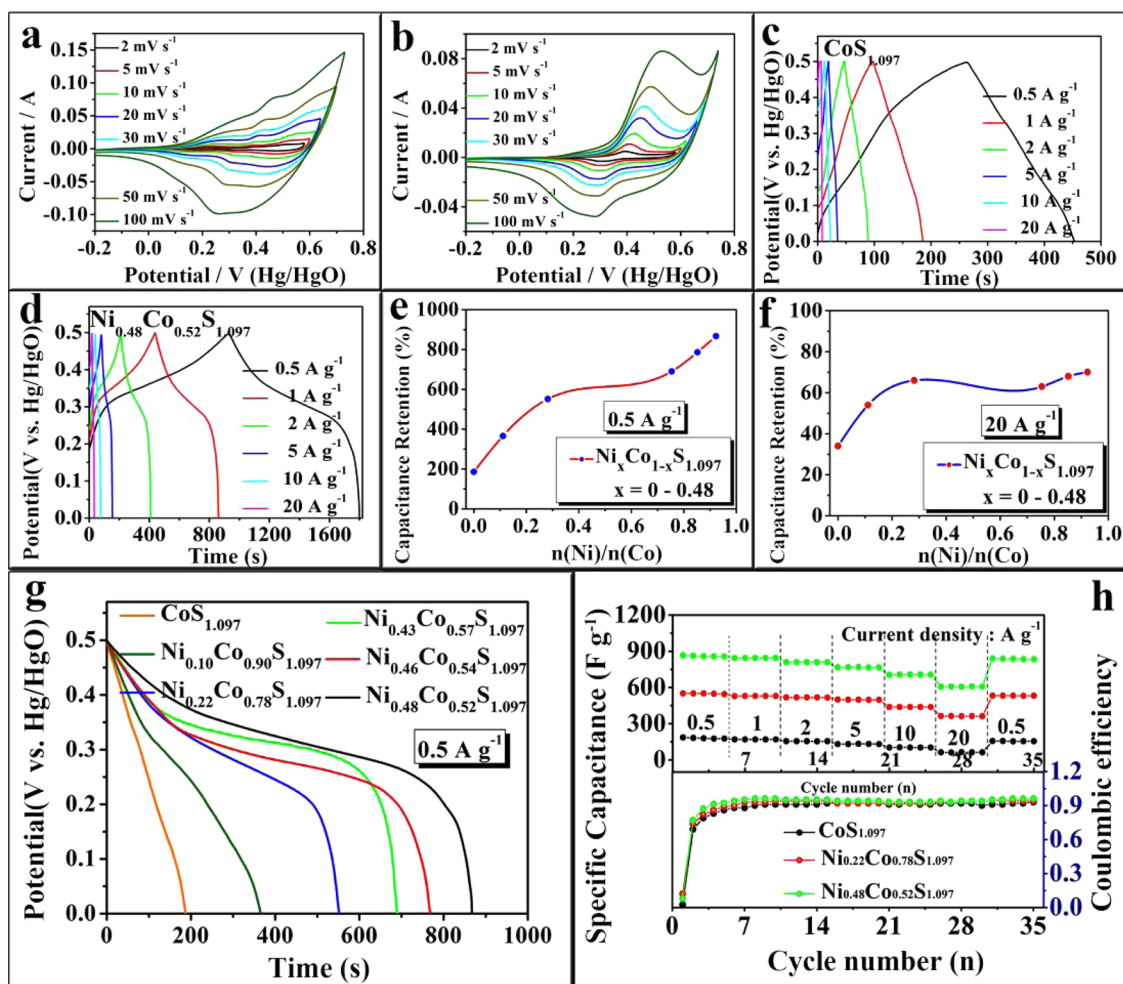 a
2 mV s-1
5 mV s-1
10 mV s-1
20 mV s-1
30 mV s-1
50 mV s-1
100 mV s-1
0.15
0.10
0.05
0.00
-0.05
-0.10
Current / A
-0.2 0.0 0.2 0.4 0.6 0.8
Potential / V (Hg/HgO)
b
2 mV s-1
5 mV s-1
10 mV s-1
20 mV s-1
30 mV s-1
50 mV s-1
100 mV s-1
0.08
0.04
0.00
-0.04
Current / A
-0.2 0.0 0.2 0.4 0.6 0.8
Potential / V (Hg/HgO)
c
CoS1.097
0.5 A g-1
1 A g-1
2 A g-1
5 A g-1
10 A g-1
20 A g-1
0.6
0.5
0.4
0.3
0.2
0.1
0.0
Potential(V vs. Hg/HgO)
0 100 200 300 400 500
Time (s)
d
Ni0.48Co0.52S1.097
0.5 A g-1
1 A g-1
2 A g-1
5 A g-1
10 A g-1
20 A g-1
0.6
0.5
0.4
0.3
0.2
0.1
0.0
Potential(V vs. Hg/HgO)
0 400 800 1200 1600
Time (s)
e
1000
800
600
400
200
0
Capacitance Retention (%)
0.5 A g-1
NixCo1-xS1.097
x = 0 - 0.48
0.0 0.2 0.4 0.6 0.8 1.0
n(Ni)/n(Co)
f
100
80
60
40
20
0
Capacitance Retention (%)
20 A g-1
NixCo1-xS1.097
x = 0 - 0.48
0.0 0.2 0.4 0.6 0.8 1.0
n(Ni)/n(Co)
g
CoS1.097
Ni0.10Co0.90S1.097
Ni0.22Co0.78S1.097
Ni0.43Co0.57S1.097
Ni0.46Co0.54S1.097
Ni0.48Co0.52S1.097
0.5 A g-1
0.5
0.4
0.3
0.2
0.1
0.0
Potential(V vs. Hg/HgO)
0 200 400 600 800 1000
Time (s)
h
1200
900
600
300
0
Specific Capacitance (F g-1)
Current density : A g-1
0.5 1 2 5 10 20 0.5
7 14 21 28 35
Cycle number (n)
CoS1.097
Ni0.22Co0.78S1.097
Ni0.48Co0.52S1.097
1.2
0.9
0.6
0.3
0.0
Coulombic efficiency
0 7 14 21 28 35
Cycle number (n)